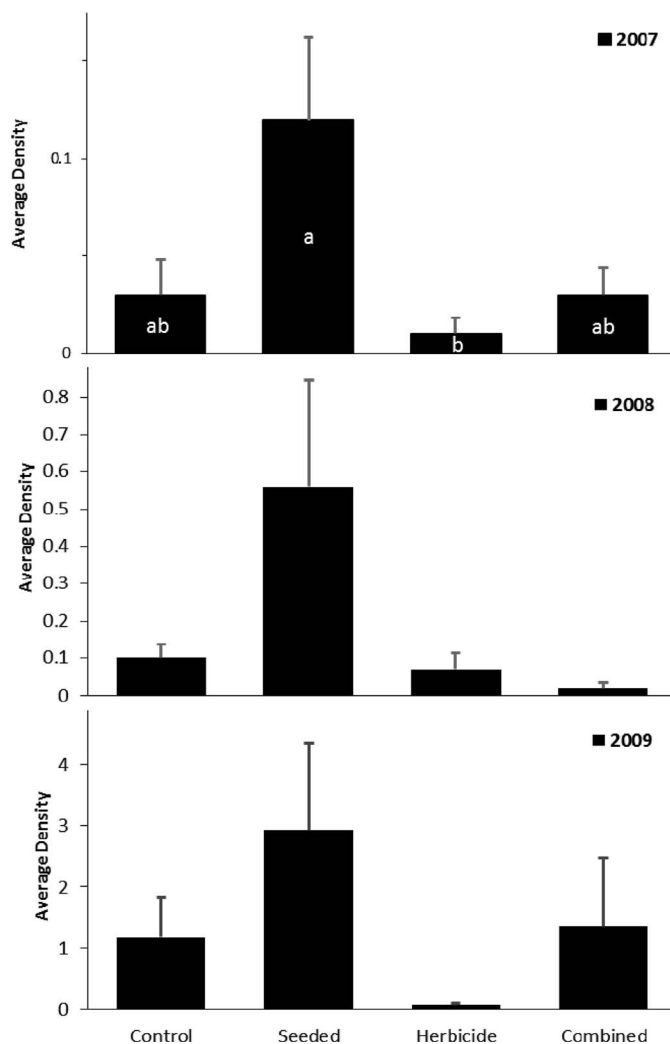 2007
Average Density
0.1
0
ab
a
b
ab
2008
Average Density
0.8
0.7
0.6
0.5
0.4
0.3
0.2
0.1
0
2009
Average Density
4
3
2
1
0
Control Seeded Herbicide Combined